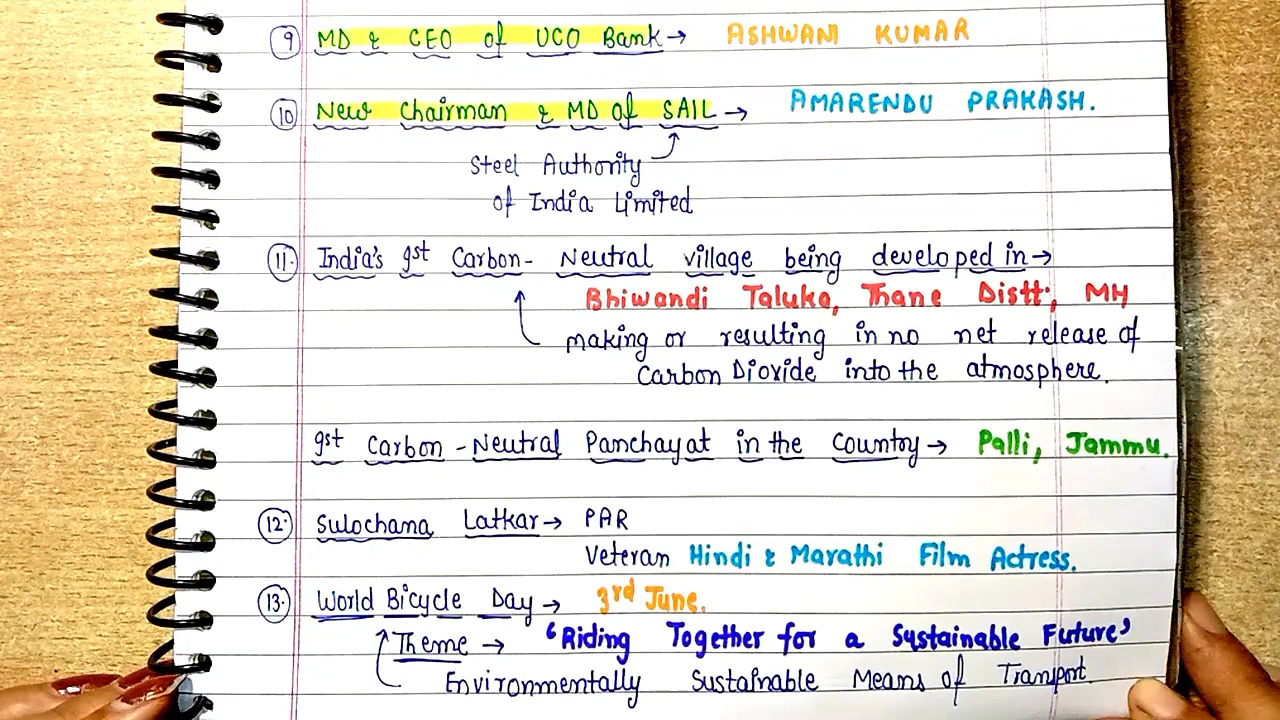 9 MD & CEO of UCO Bank → ASHWANI KUMAR
10 New Chairman & MD of SAIL → AMARENDU PRAKASH.
Steel Authority
of India Limited
11. India's 9st Carbon- Neutral village being developed in →
Bhiwandi Taluka, Thane Distt., MH
making or resulting in no net release of
Carbon Dioxide into the atmosphere.
9st Carbon - Neutral Panchayat in the Country → Palli, Jammu.
12. Sulochana Latkar → PAR
Veteran Hindi & Marathi Film Actress.
13. World Bicycle Day → 3rd June.
Theme → 'Riding Together for a Sustainable Future'
Environmentally Sustainable Means of Transport.